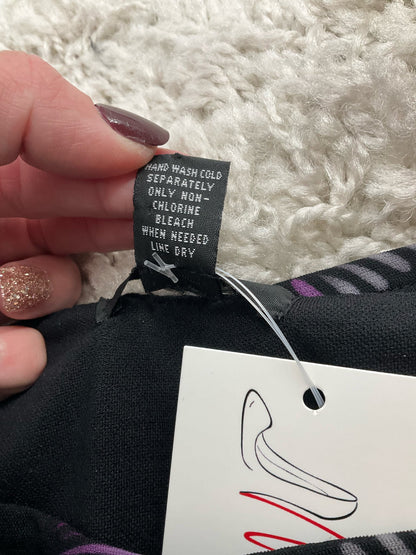 HAND WASH COLD
SEPARATELY
ONLY NON-
CHLORINE
BLEACH
WHEN NEEDED
LINE DRY